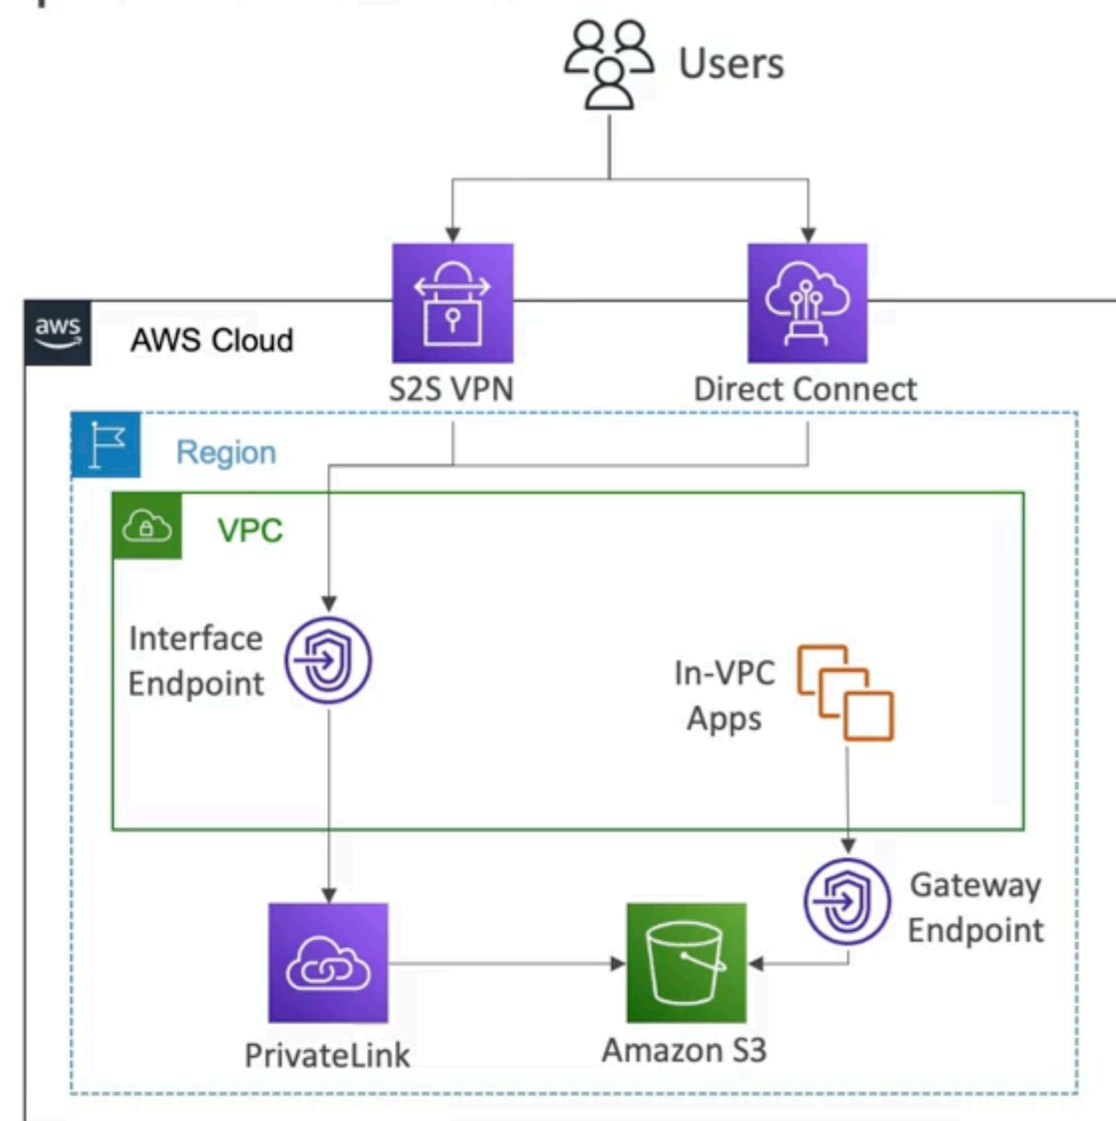 Users
aws
AWS Cloud
S2S VPN
Direct Connect
Region
VPC
Interface
Endpoint
In-VPC
Apps
Gateway
Endpoint
PrivateLink
Amazon S3